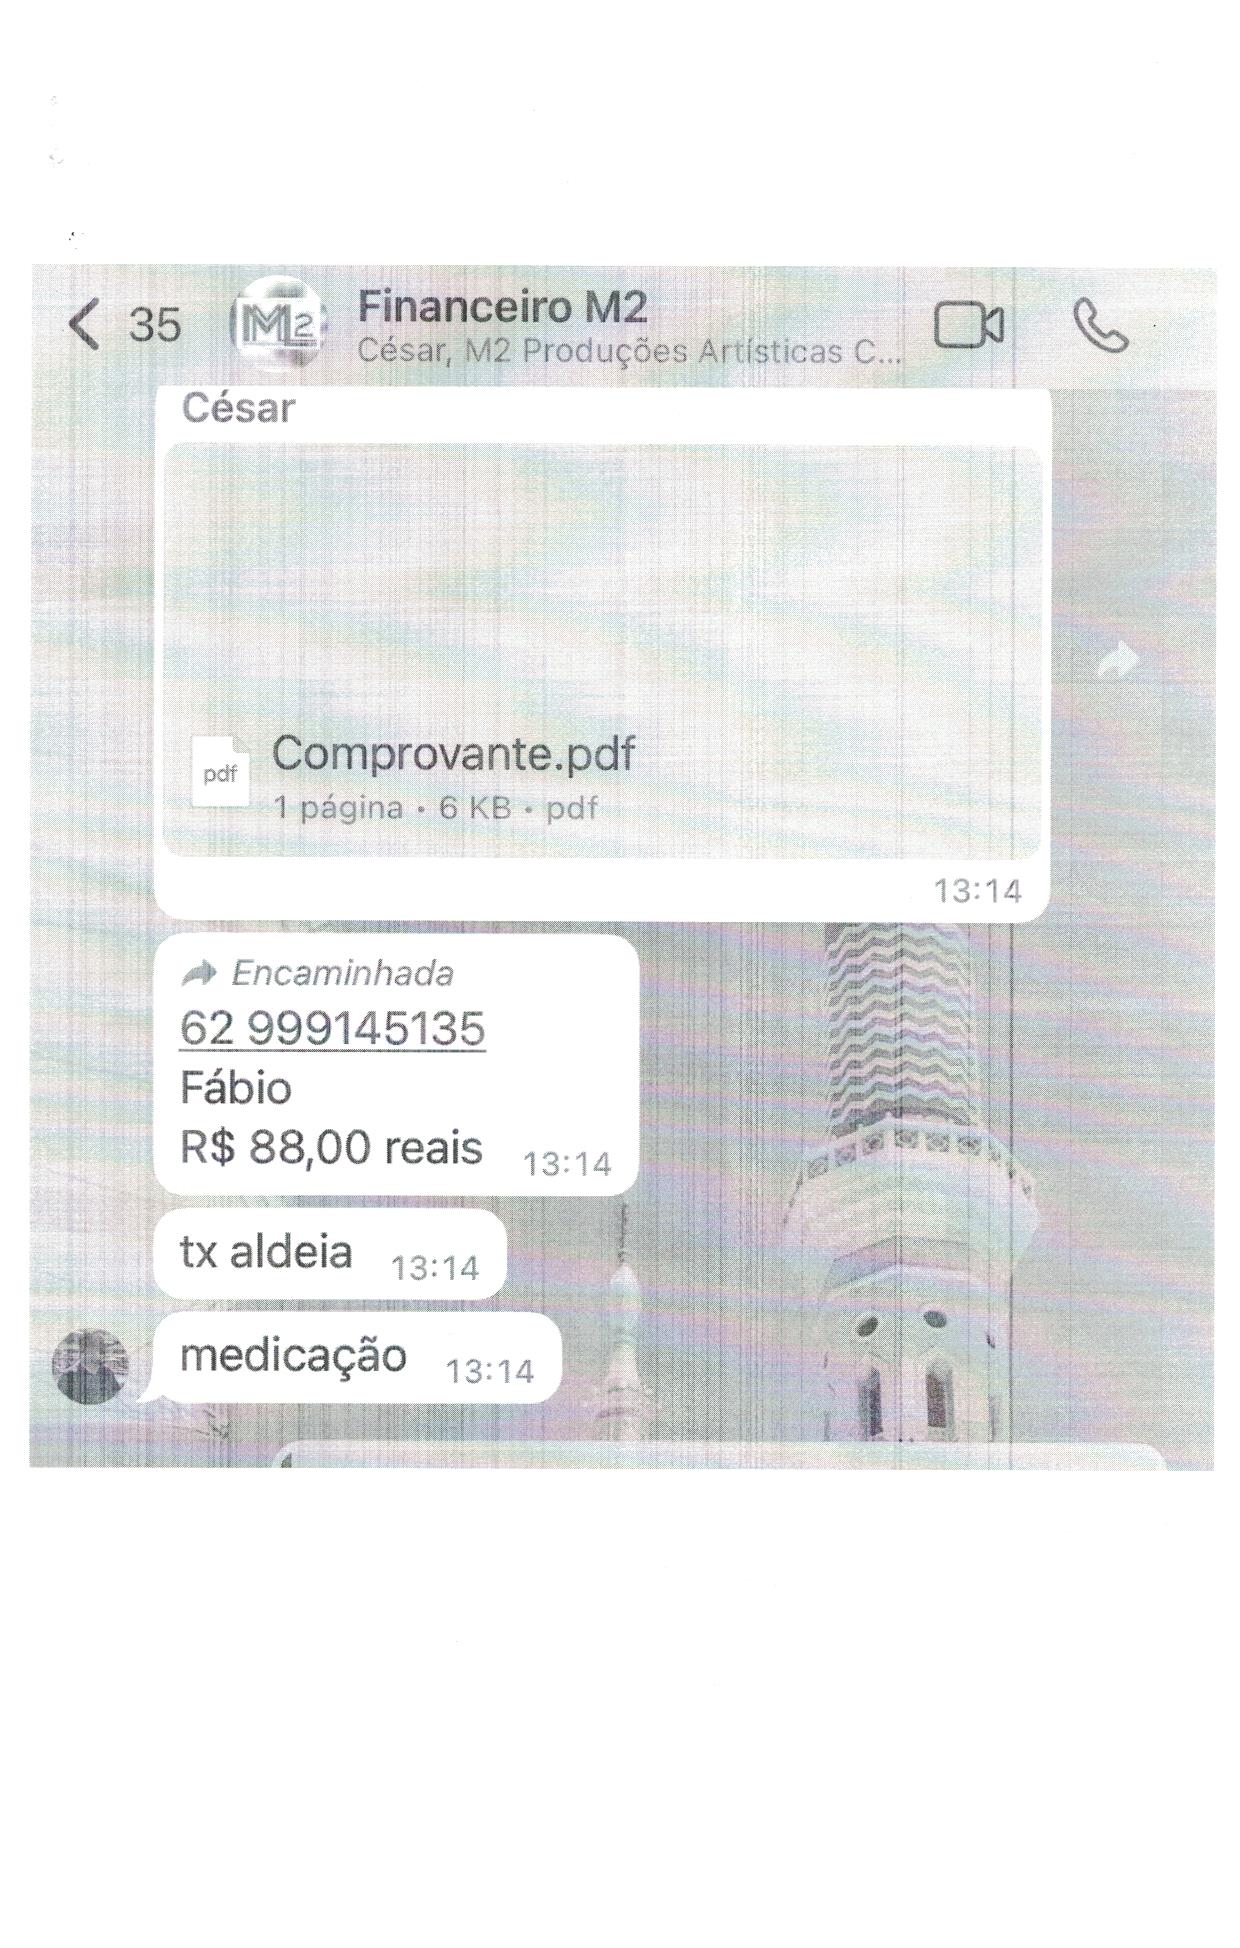 35
M2
Financeiro M2
César, M2 Produções Artísticas C...
César
pdf
Comprovante.pdf
1 página • 6 KB • pdf
13:14
Encaminhada
62 999145135
Fábio
R$ 88,00 reais 13:14
tx aldeia 13:14
medicação 13:14